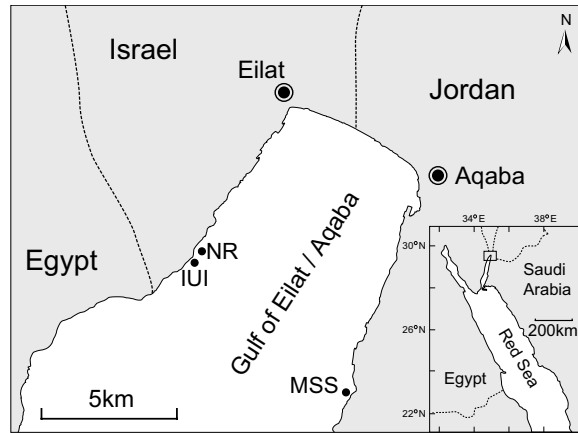 N
Israel
Eilat
Jordan
Aqaba
Egypt
NR
IUI
Gulf of Eilat / Aqaba
MSS
5km
34°E
38°E
30°N
26°N
22°N
Saudi
Arabia
200km
Red Sea
Egypt